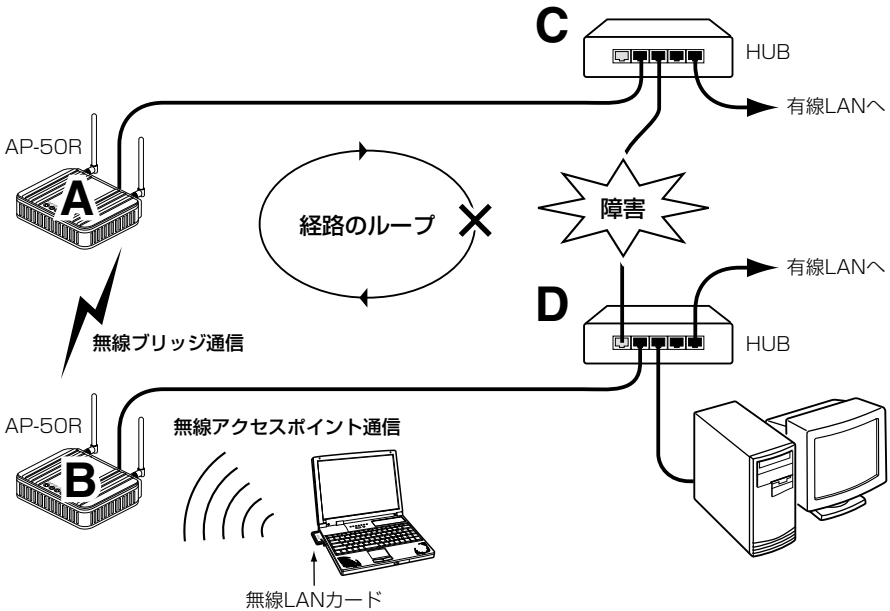 C
HUB
有線LANへ
AP-50R
A
経路のループ
障害
有線LANへ
D
HUB
無線ブリッジ通信
AP-50R
B
無線アクセスポイント通信
無線LANカード